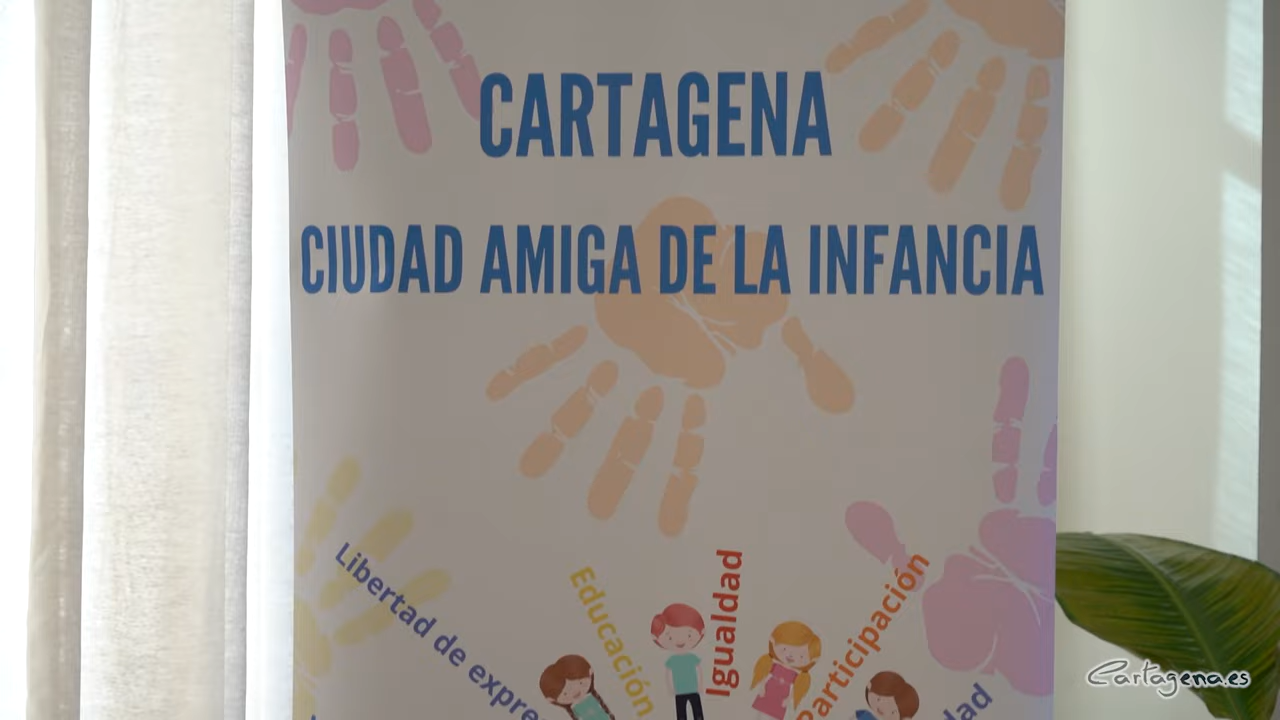 CARTAGENA
CIUDAD AMIGA DE LA INFANCIA
Libertad de expre
Educación
Igualdad
Participación
dad
Cartagena.es